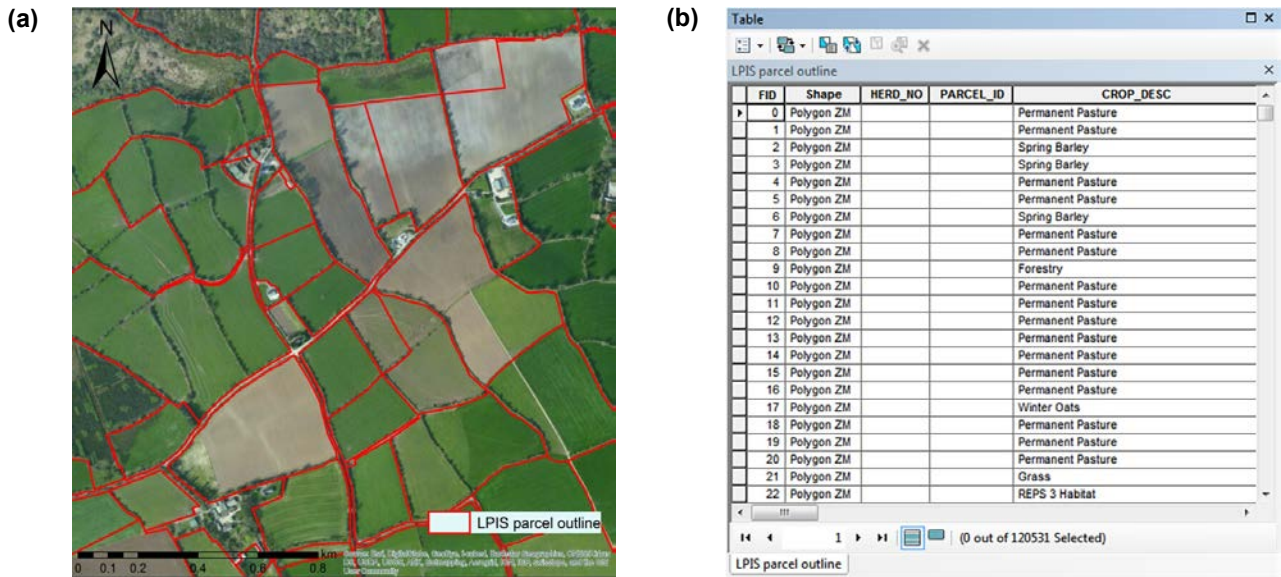 (a)
N
LPIS parcel outline
km
0 0.1 0.2 0.4 0.6 0.8
User Community
(b)
Table
LPIS parcel outline
FID Shape HERD_NO PARCEL_ID CROP_DESC
0 Polygon ZM Permanent Pasture
1 Polygon ZM Permanent Pasture
2 Polygon ZM Spring Barley
3 Polygon ZM Spring Barley
4 Polygon ZM Permanent Pasture
5 Polygon ZM Permanent Pasture
6 Polygon ZM Spring Barley
7 Polygon ZM Permanent Pasture
8 Polygon ZM Permanent Pasture
9 Polygon ZM Forestry
10 Polygon ZM Permanent Pasture
11 Polygon ZM Permanent Pasture
12 Polygon ZM Permanent Pasture
13 Polygon ZM Permanent Pasture
14 Polygon ZM Permanent Pasture
15 Polygon ZM Permanent Pasture
16 Polygon ZM Permanent Pasture
17 Polygon ZM Winter Oats
18 Polygon ZM Permanent Pasture
19 Polygon ZM Permanent Pasture
20 Polygon ZM Permanent Pasture
21 Polygon ZM Grass
22 Polygon ZM REPS 3 Habitat
1 (0 out of 120531 Selected)
LPIS parcel outline